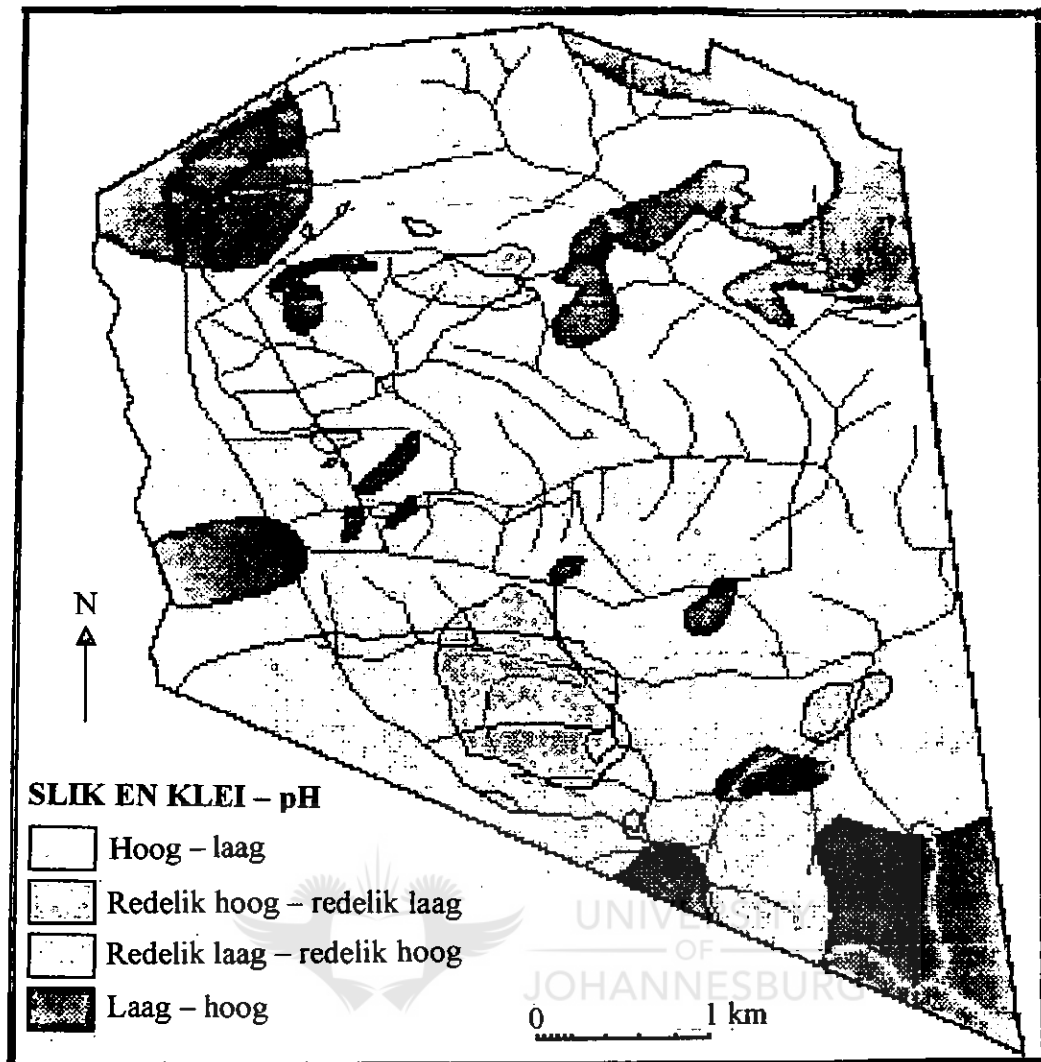 N
SLIK EN KLEI – pH
Hoog – laag
Redelik hoog – redelik laag
Redelik laag – redelik hoog
Laag – hoog
UNIVERSITY
OF
JOHANNESBURG
0 1 km